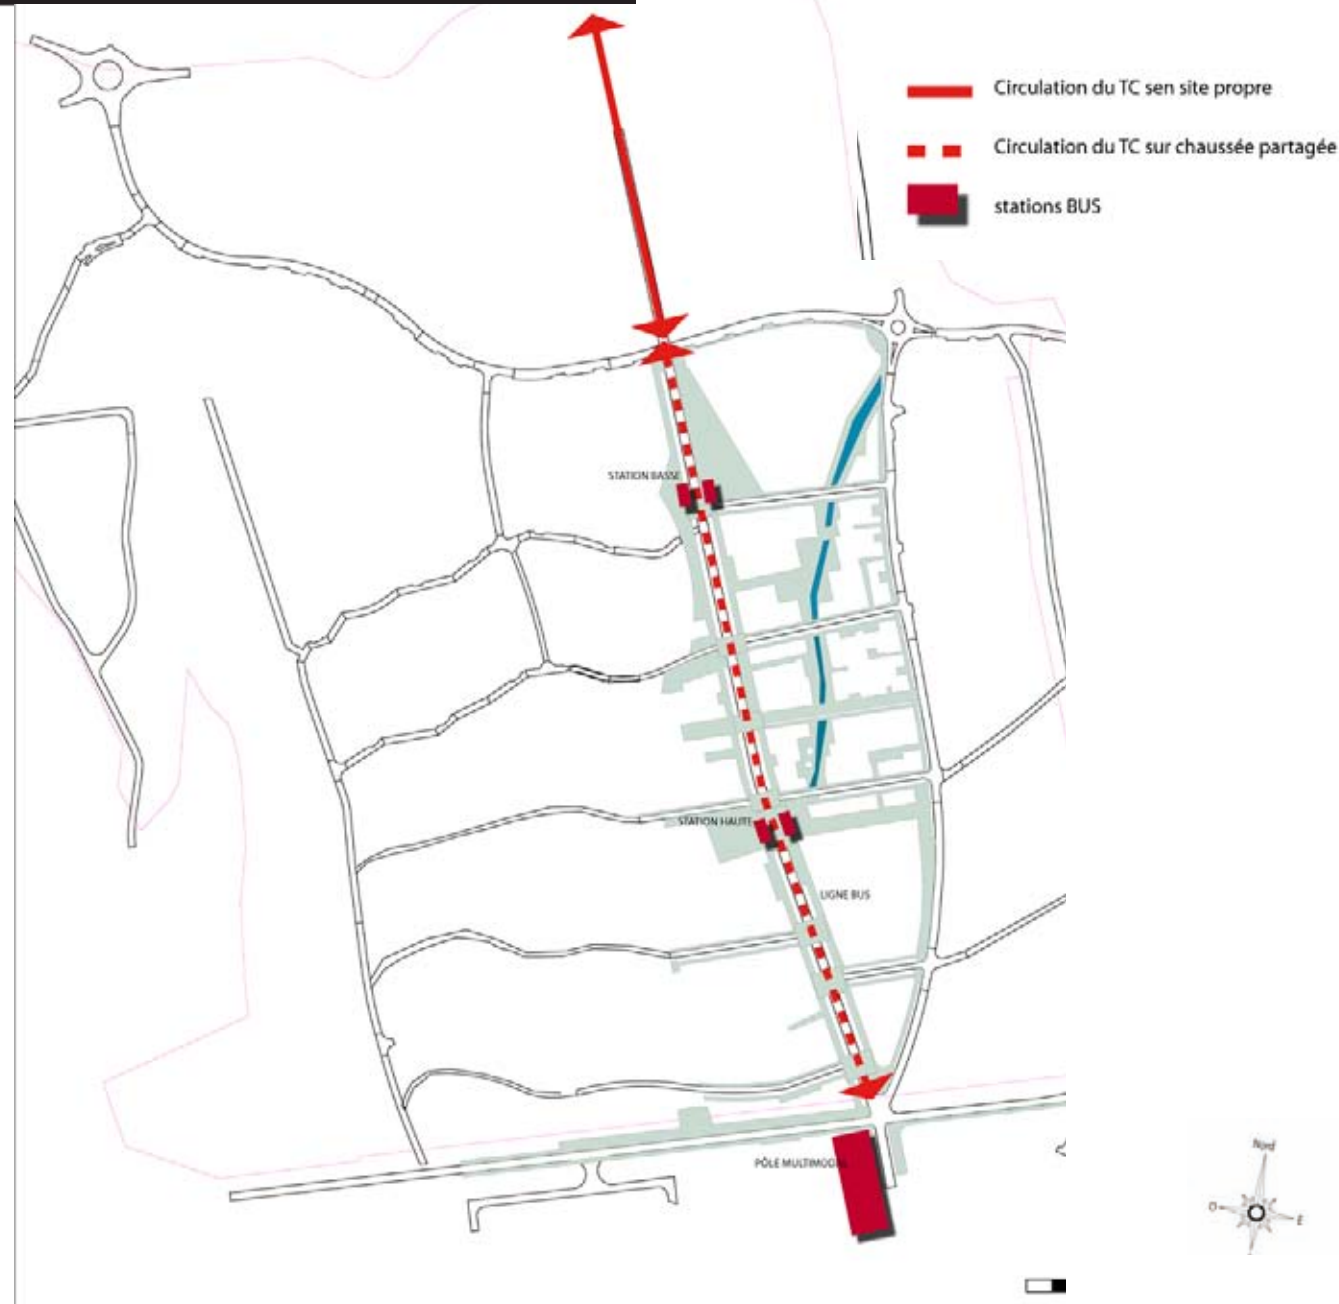 Circulation du TC sen site propre
Circulation du TC sur chaussée partagée
stations BUS
STATION BASSE
STATION HAUTE
LIGNE BUS
PÔLE MULTIMODAL
Nord
O
E